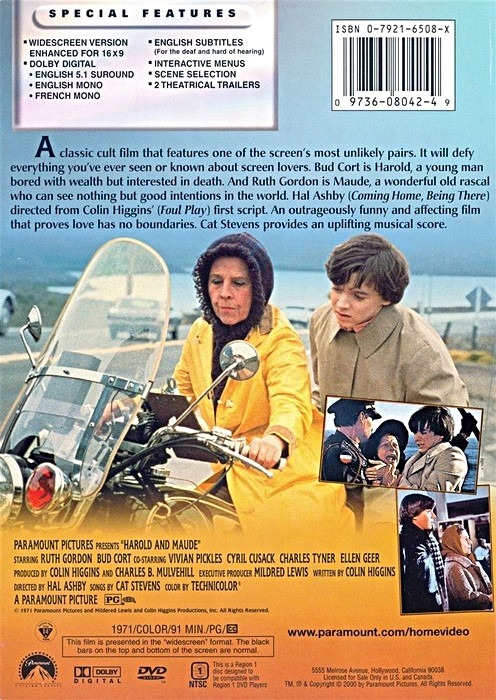 SPECIAL FEATURES
▪ WIDESCREEN VERSION
ENHANCED FOR 16x9
▪ DOLBY DIGITAL
• ENGLISH 5.1 SURROUND
• ENGLISH MONO
• FRENCH MONO
▪ ENGLISH SUBTITLES
(For the deaf and hard of hearing)
▪ INTERACTIVE MENUS
▪ SCENE SELECTION
▪ 2 THEATRICAL TRAILERS
ISBN 0-7921-6508-X
0 9736-08042-4 9
A classic cult film that features one of the screen's most unlikely pairs. It will defy
everything you've ever seen or known about screen lovers. Bud Cort is Harold, a young man
bored with wealth but interested in death. And Ruth Gordon is Maude, a wonderful old rascal
who can see nothing but good intentions in the world. Hal Ashby (Coming Home, Being There)
directed from Colin Higgins' (Foul Play) first script. An outrageously funny and affecting film
that proves love has no boundaries. Cat Stevens provides an uplifting musical score.
PARAMOUNT PICTURES PRESENTS "HAROLD AND MAUDE"
STARRING RUTH GORDON BUD CORT CO-STARRING VIVIAN PICKLES CYRIL CUSACK CHARLES TYNER ELLEN GEER
PRODUCED BY COLIN HIGGINS AND CHARLES B. MULVEHILL EXECUTIVE PRODUCER MILDRED LEWIS WRITTEN BY COLIN HIGGINS
DIRECTED BY HAL ASHBY SONGS BY CAT STEVENS COLOR BY TECHNICOLOR®
A PARAMOUNT PICTURE PG
© 1971 Paramount Pictures and Mildred Lewis and Colin Higgins Productions, Inc. All Rights Reserved.
1971/COLOR/91 MIN./PG/CC
This film is presented in the "widescreen" format. The black
bars on the top and bottom of the screen are normal.
www.paramount.com/homevideo
Paramount
DOLBY
DIGITAL
DVD
VIDEO
1
NTSC
This is a Region 1
disc designed to
be compatible with
Region 1 DVD Players
5555 Melrose Avenue, Hollywood, California 90038.
Licensed for Sale Only in U.S. and Canada.
TM, ® & Copyright © 2000 by Paramount Pictures. All Rights Reserved.